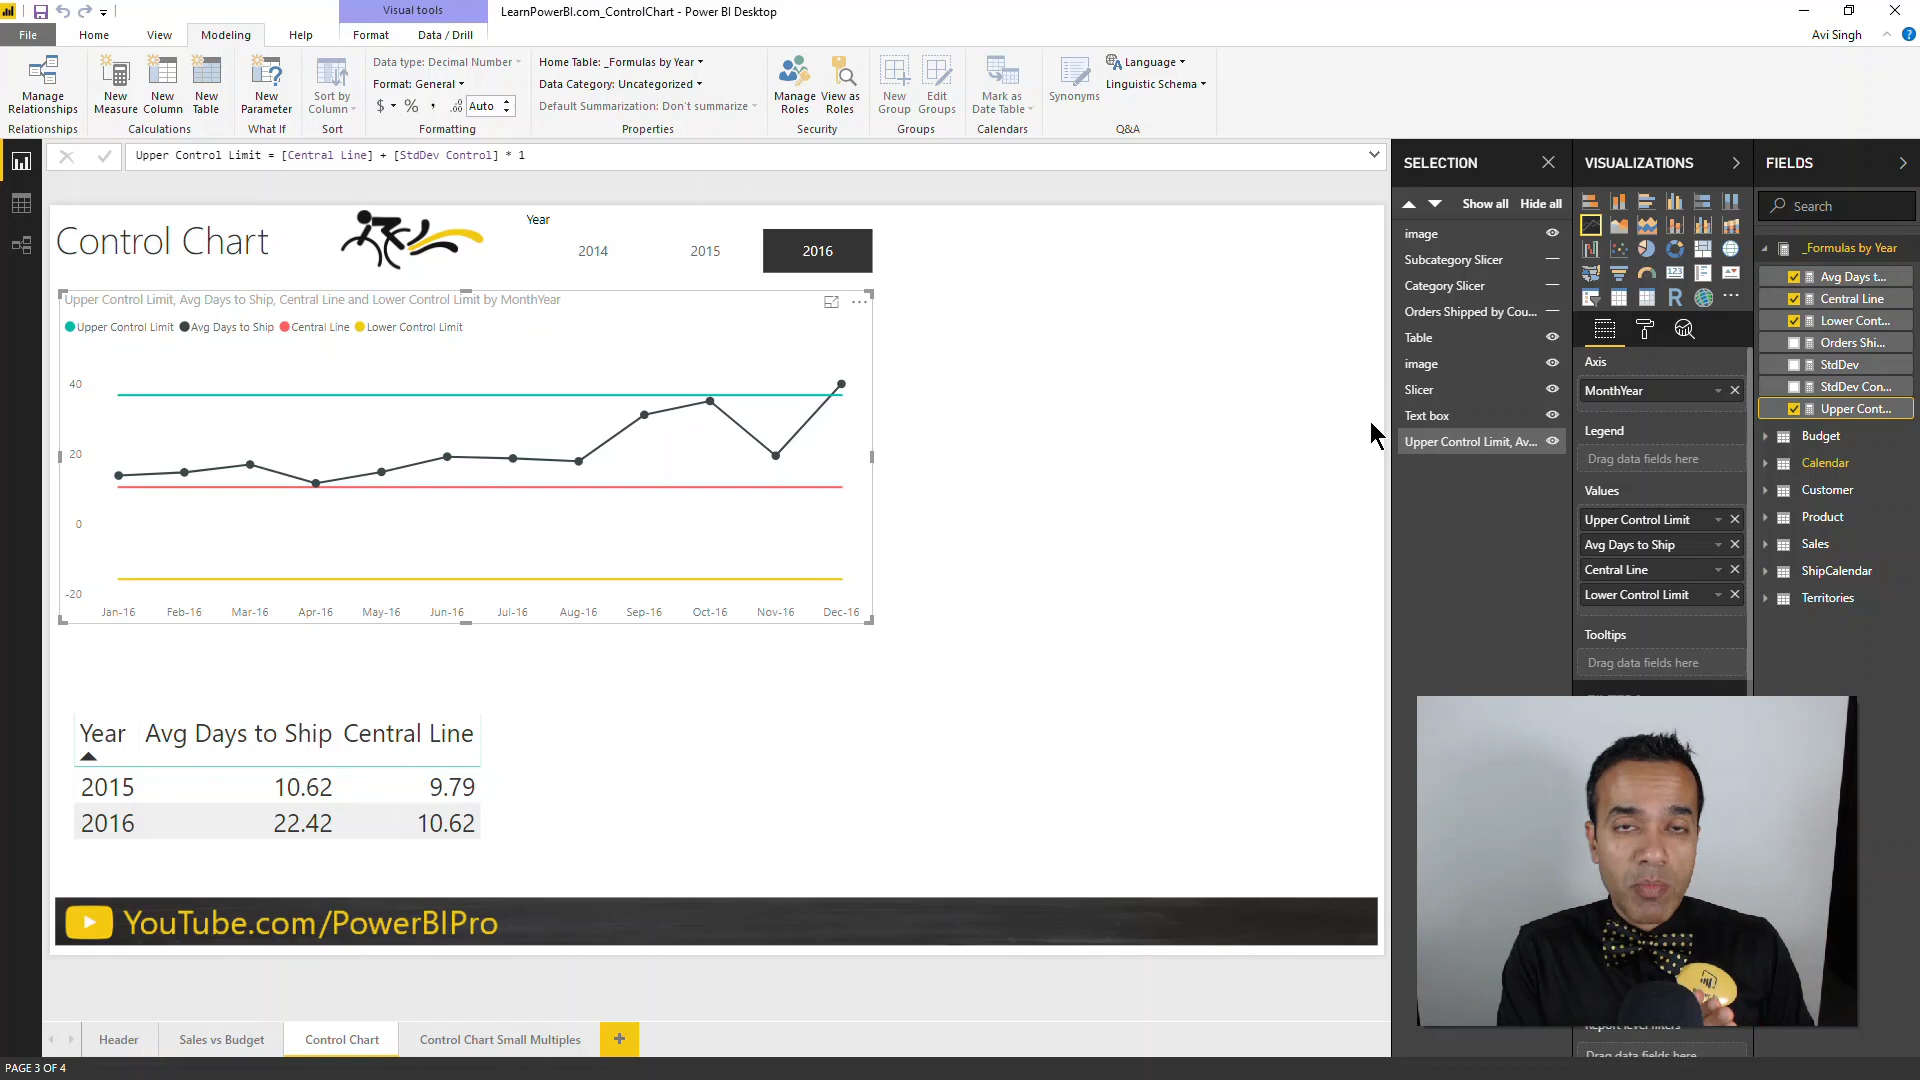 Visual tools
LearnPowerBI.com_ControlChart - Power BI Desktop
File
Home
View
Modeling
Help
Format
Data / Drill
Avi Singh
Manage Relationships
New Measure
New Column
New Table
New Parameter
Sort by Column
Data type: Decimal Number
Format: General
$ % , .00 Auto
Home Table: _Formulas by Year
Data Category: Uncategorized
Default Summarization: Don't summarize
Manage Roles
View as Roles
New Group
Edit Groups
Mark as Date Table
Synonyms
Language
Linguistic Schema
Relationships
Calculations
What If
Sort
Formatting
Properties
Security
Groups
Calendars
Q&A
Upper Control Limit = [Central Line] + [StdDev Control] * 1
Control Chart
Year
2014
2015
2016
Upper Control Limit, Avg Days to Ship, Central Line and Lower Control Limit by MonthYear
Upper Control Limit
Avg Days to Ship
Central Line
Lower Control Limit
40
20
0
-20
Jan-16
Feb-16
Mar-16
Apr-16
May-16
Jun-16
Jul-16
Aug-16
Sep-16
Oct-16
Nov-16
Dec-16
Year Avg Days to Ship Central Line
2015 10.62 9.79
2016 22.42 10.62
YouTube.com/PowerBIPro
SELECTION
Show all
Hide all
image
Subcategory Slicer
Category Slicer
Orders Shipped by Cou...
Table
image
Slicer
Text box
Upper Control Limit, Av...
VISUALIZATIONS
123
R
Axis
MonthYear
Legend
Drag data fields here
Values
Upper Control Limit
Avg Days to Ship
Central Line
Lower Control Limit
Tooltips
Drag data fields here
Report level filters
Drag data fields here
FIELDS
Search
_Formulas by Year
Avg Days t...
Central Line
Lower Cont...
Orders Shi...
StdDev
StdDev Con...
Upper Cont...
Budget
Calendar
Customer
Product
Sales
ShipCalendar
Territories
Header
Sales vs Budget
Control Chart
Control Chart Small Multiples
+
PAGE 3 OF 4